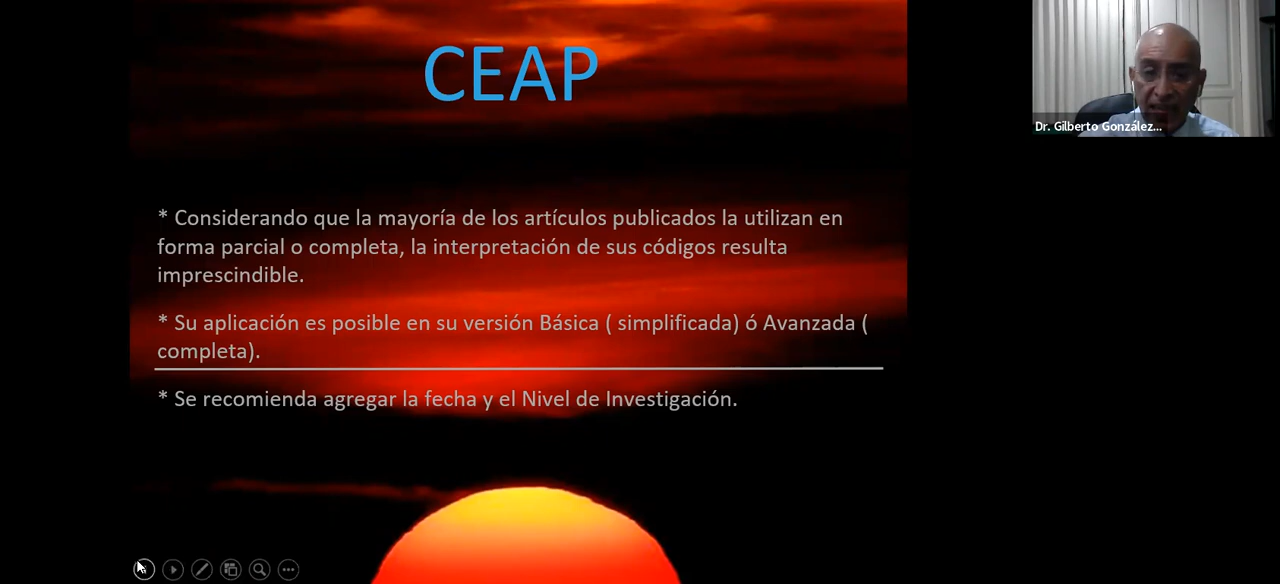 CEAP
* Considerando que la mayoría de los artículos publicados la utilizan en
forma parcial o completa, la interpretación de sus códigos resulta
imprescindible.
* Su aplicación es posible en su versión Básica ( simplificada) ó Avanzada (
completa).
* Se recomienda agregar la fecha y el Nivel de Investigación.
Dr. Gilberto González...